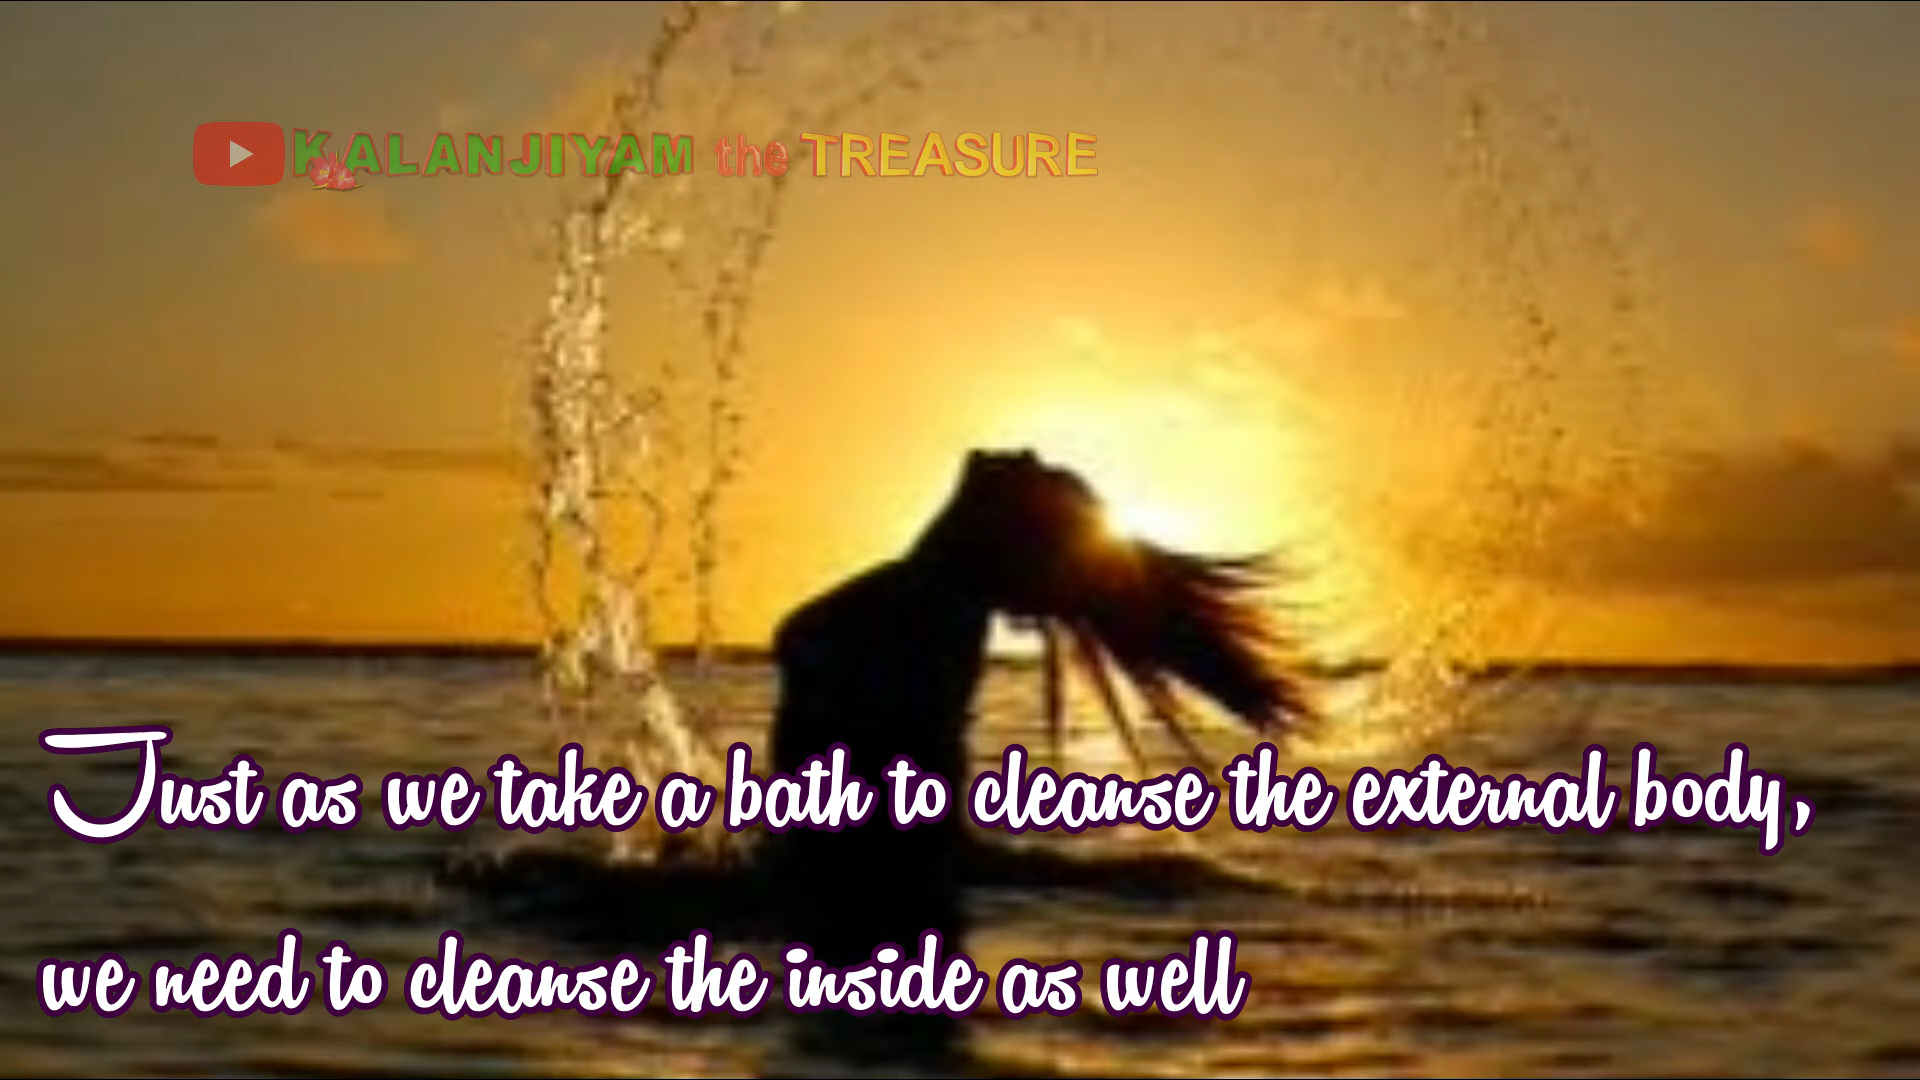 KALANJIYAM the TREASURE
Just as we take a bath to cleanse the external body,
we need to cleanse the inside as well